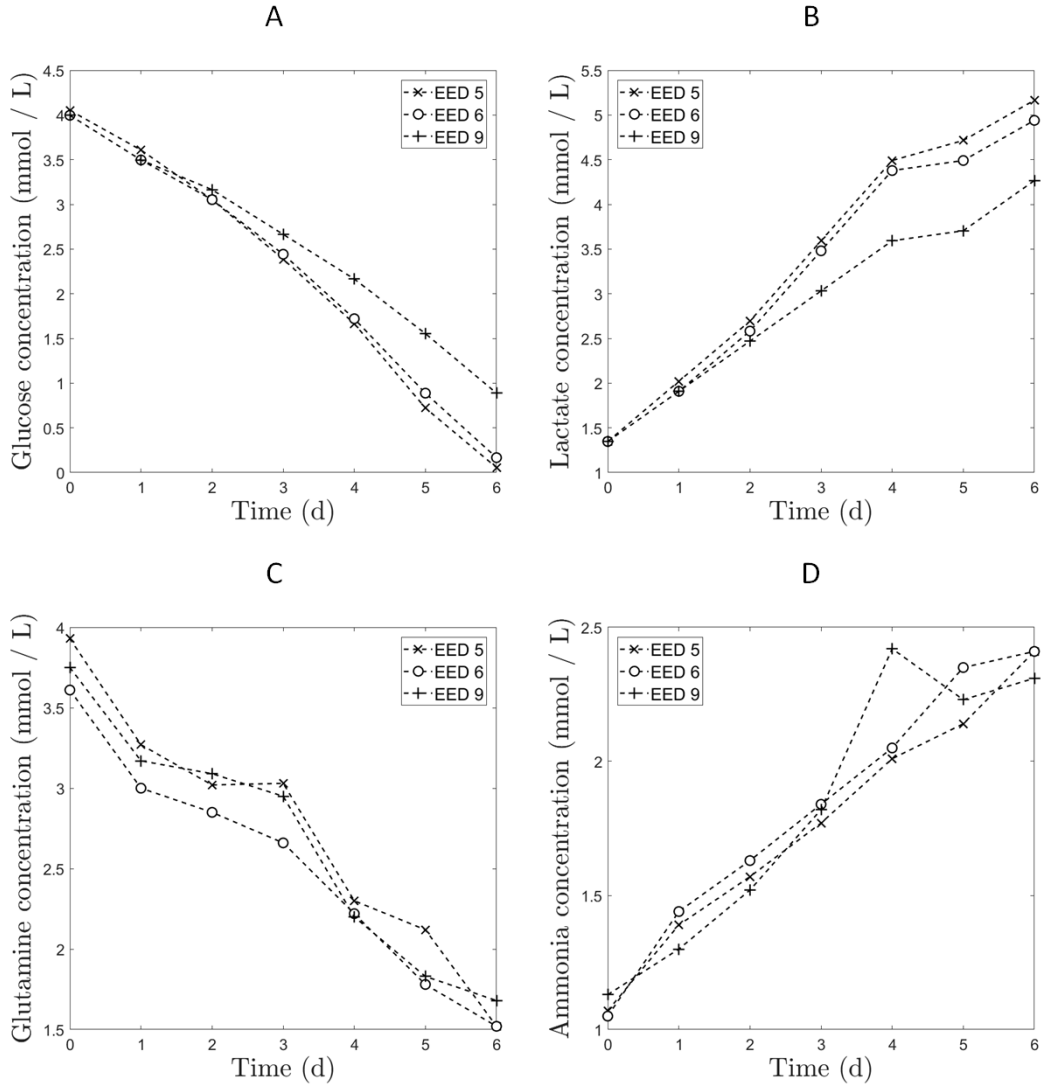 A
Glucose concentration (mmol / L)
4.5
4
3.5
3
2.5
2
1.5
1
0.5
0
0 1 2 3 4 5 6
Time (d)
EED 5
EED 6
EED 9
B
Lactate concentration (mmol / L)
5.5
5
4.5
4
3.5
3
2.5
2
1.5
1
0 1 2 3 4 5 6
Time (d)
EED 5
EED 6
EED 9
C
Glutamine concentration (mmol / L)
4
3.5
3
2.5
2
1.5
0 1 2 3 4 5 6
Time (d)
EED 5
EED 6
EED 9
D
Ammonia concentration (mmol / L)
2.5
2
1.5
1
0 1 2 3 4 5 6
Time (d)
EED 5
EED 6
EED 9